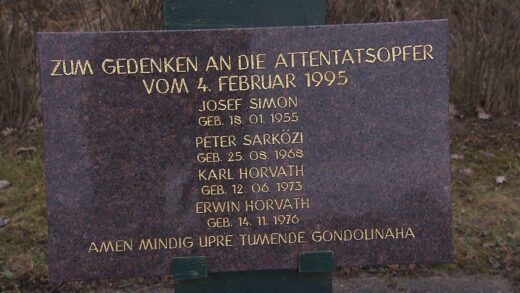 ZUM GEDENKEN AN DIE ATTENTATSOPFER
VOM 4. FEBRUAR 1995
JOSEF SIMON
GEB. 18. 01. 1955
PETER SARKÖZI
GEB. 25. 08. 1968
KARL HORVATH
GEB. 12. 06. 1973
ERWIN HORVATH
GEB. 14. 11. 1976
AMEN MINDIG UPRE TUMENDE GONDOLINAHA